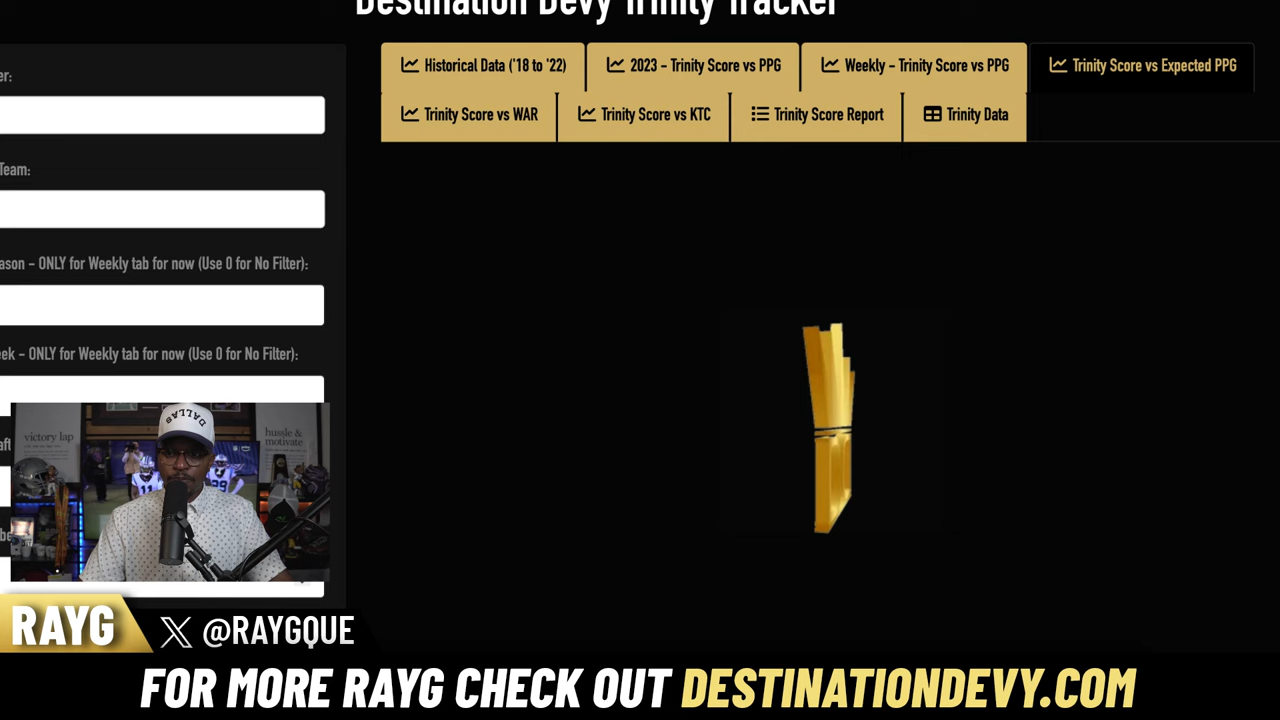 Destination Devy Trinity Tracker
er:
Historical Data ('18 to '22)
2023 - Trinity Score vs PPG
Weekly - Trinity Score vs PPG
Trinity Score vs Expected PPG
Trinity Score vs WAR
Trinity Score vs KTC
Trinity Score Report
Trinity Data
Team:
ason - ONLY for Weekly tab for now (Use 0 for No Filter):
eek - ONLY for Weekly tab for now (Use 0 for No Filter):
aft
be
victory lap
DALLAS
hussle &
motivate
11
29
RAYG
X @RAYGQUE
FOR MORE RAYG CHECK OUT DESTINATIONDEVY.COM